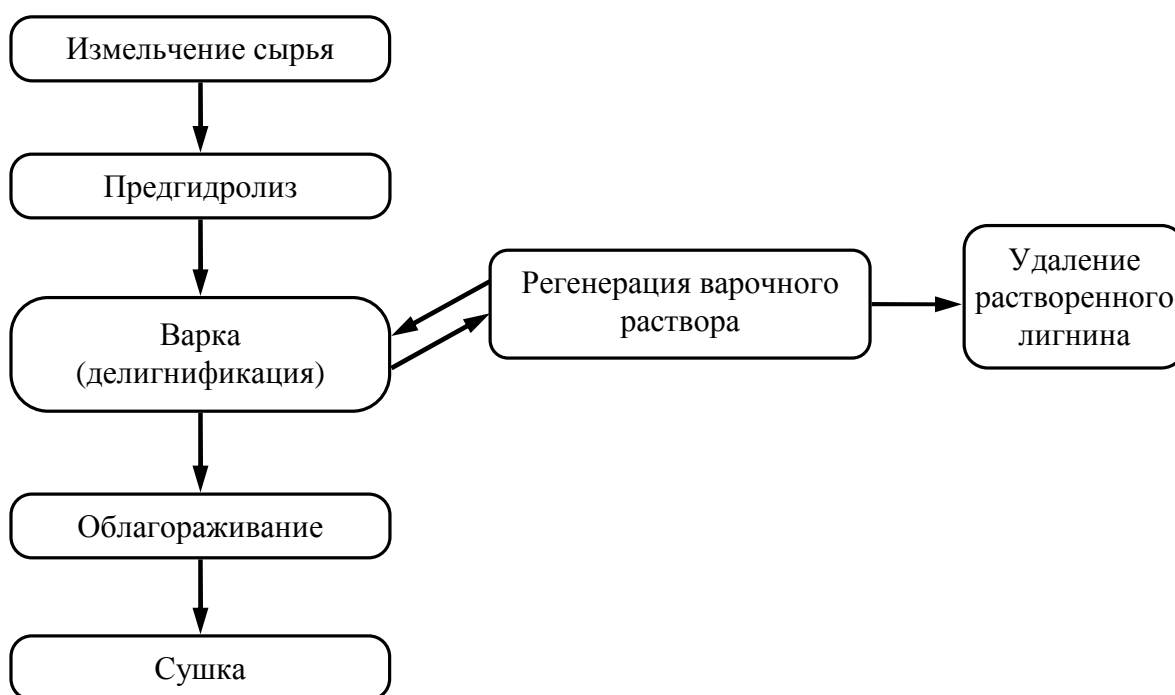 Измельчение сырья
Предгидролиз
Варка
(делигнификация)
Регенерация варочного
раствора
Удаление
растворенного
лигнина
Облагораживание
Сушка